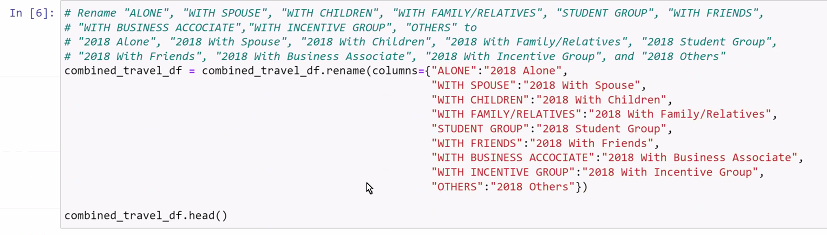 In [6]: # Rename "ALONE", "WITH SPOUSE", "WITH CHILDREN", "WITH FAMILY/RELATIVES", "STUDENT GROUP", "WITH FRIENDS",
# "WITH BUSINESS ACCOCIATE","WITH INCENTIVE GROUP", "OTHERS" to
# "2018 Alone", "2018 With Spouse", "2018 With Children", "2018 With Family/Relatives", "2018 Student Group",
# "2018 With Friends", "2018 With Business Associate", "2018 With Incentive Group", and "2018 Others"
combined_travel_df = combined_travel_df.rename(columns={"ALONE":"2018 Alone",
"WITH SPOUSE":"2018 With Spouse",
"WITH CHILDREN":"2018 With Children",
"WITH FAMILY/RELATIVES":"2018 With Family/Relatives",
"STUDENT GROUP":"2018 Student Group",
"WITH FRIENDS":"2018 With Friends",
"WITH BUSINESS ACCOCIATE":"2018 With Business Associate",
"WITH INCENTIVE GROUP":"2018 With Incentive Group",
"OTHERS":"2018 Others"})
combined_travel_df.head()